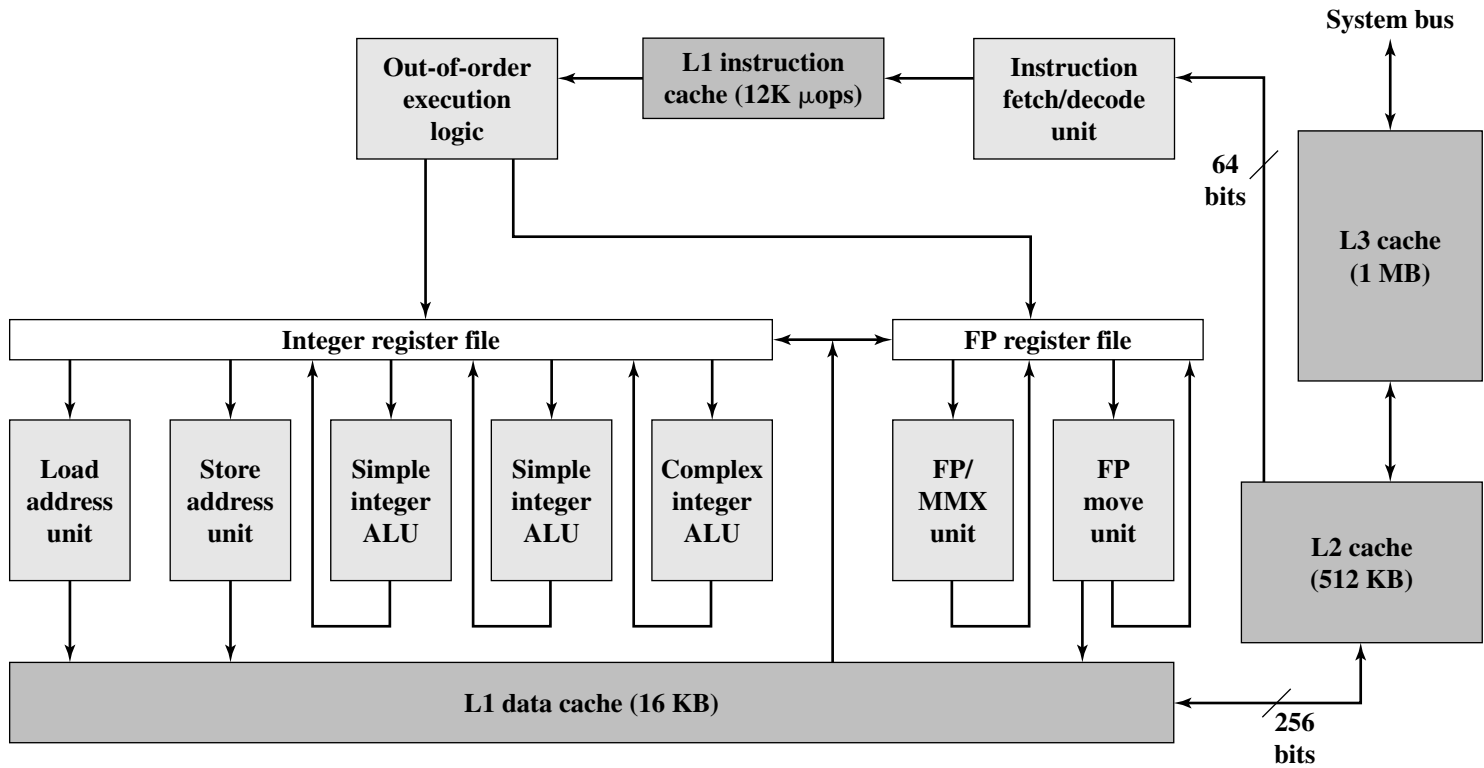 System bus
Out-of-order
execution
logic
L1 instruction
cache (12K μops)
Instruction
fetch/decode
unit
64
bits
L3 cache
(1 MB)
Integer register file
FP register file
Load
address
unit
Store
address
unit
Simple
integer
ALU
Simple
integer
ALU
Complex
integer
ALU
FP/
MMX
unit
FP
move
unit
L2 cache
(512 KB)
L1 data cache (16 KB)
256
bits